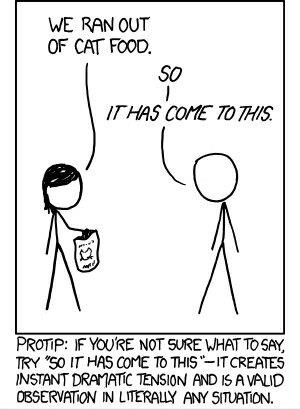 WE RAN OUT
OF CAT FOOD.
SO
IT HAS COME TO THIS.
PROTIP: IF YOU'RE NOT SURE WHAT TO SAY,
TRY "SO IT HAS COME TO THIS"—IT CREATES
INSTANT DRAMATIC TENSION AND IS A VALID
OBSERVATION IN LITERALLY ANY SITUATION.